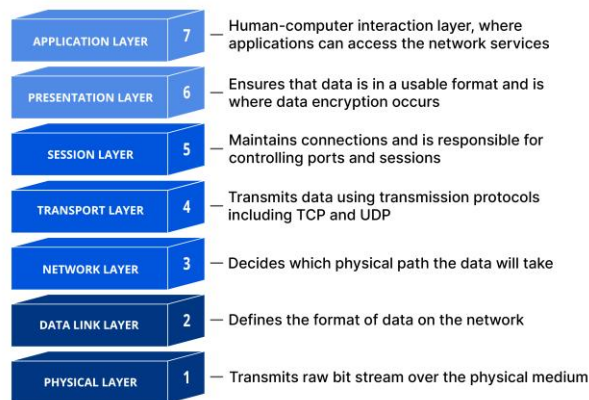 APPLICATION LAYER 7 — Human-computer interaction layer, where
applications can access the network services
PRESENTATION LAYER 6 — Ensures that data is in a usable format and is
where data encryption occurs
SESSION LAYER 5 — Maintains connections and is responsible for
controlling ports and sessions
TRANSPORT LAYER 4 — Transmits data using transmission protocols
including TCP and UDP
NETWORK LAYER 3 — Decides which physical path the data will take
DATA LINK LAYER 2 — Defines the format of data on the network
PHYSICAL LAYER 1 — Transmits raw bit stream over the physical medium